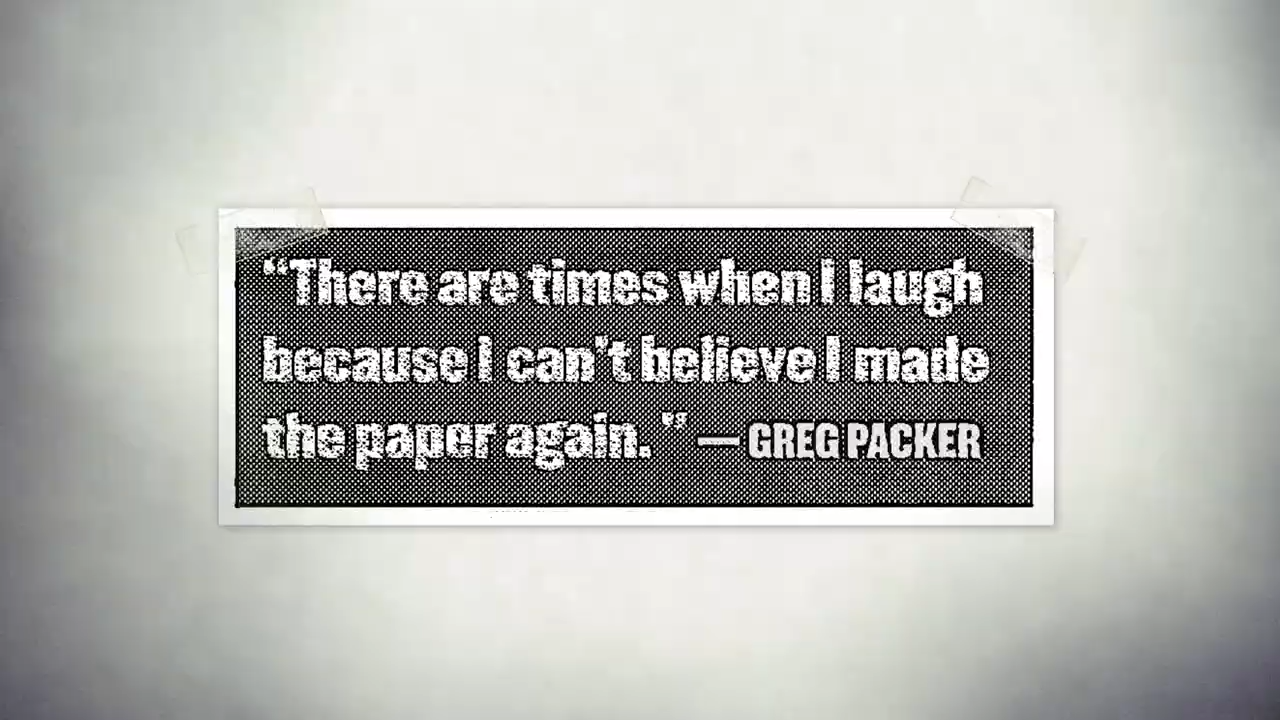 “There are times when I laugh
because I can’t believe I made
the paper again.” — GREG PACKER